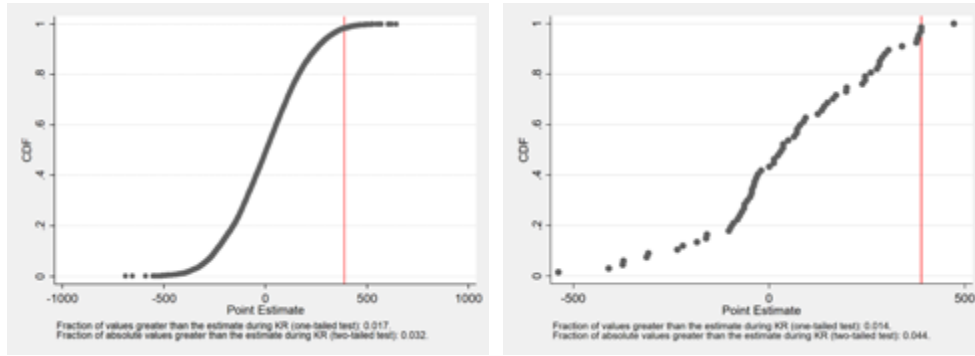 1
.8
.6
.4
.2
0
CDF
-1000 -500 0 500 1000
Point Estimate
Fraction of values greater than the estimate during KR (one-tailed test): 0.017.
Fraction of absolute values greater than the estimate during KR (two-tailed test): 0.032.
1
.8
.6
.4
.2
0
CDF
-500 0 500
Point Estimate
Fraction of values greater than the estimate during KR (one-tailed test): 0.014.
Fraction of absolute values greater than the estimate during KR (two-tailed test): 0.044.